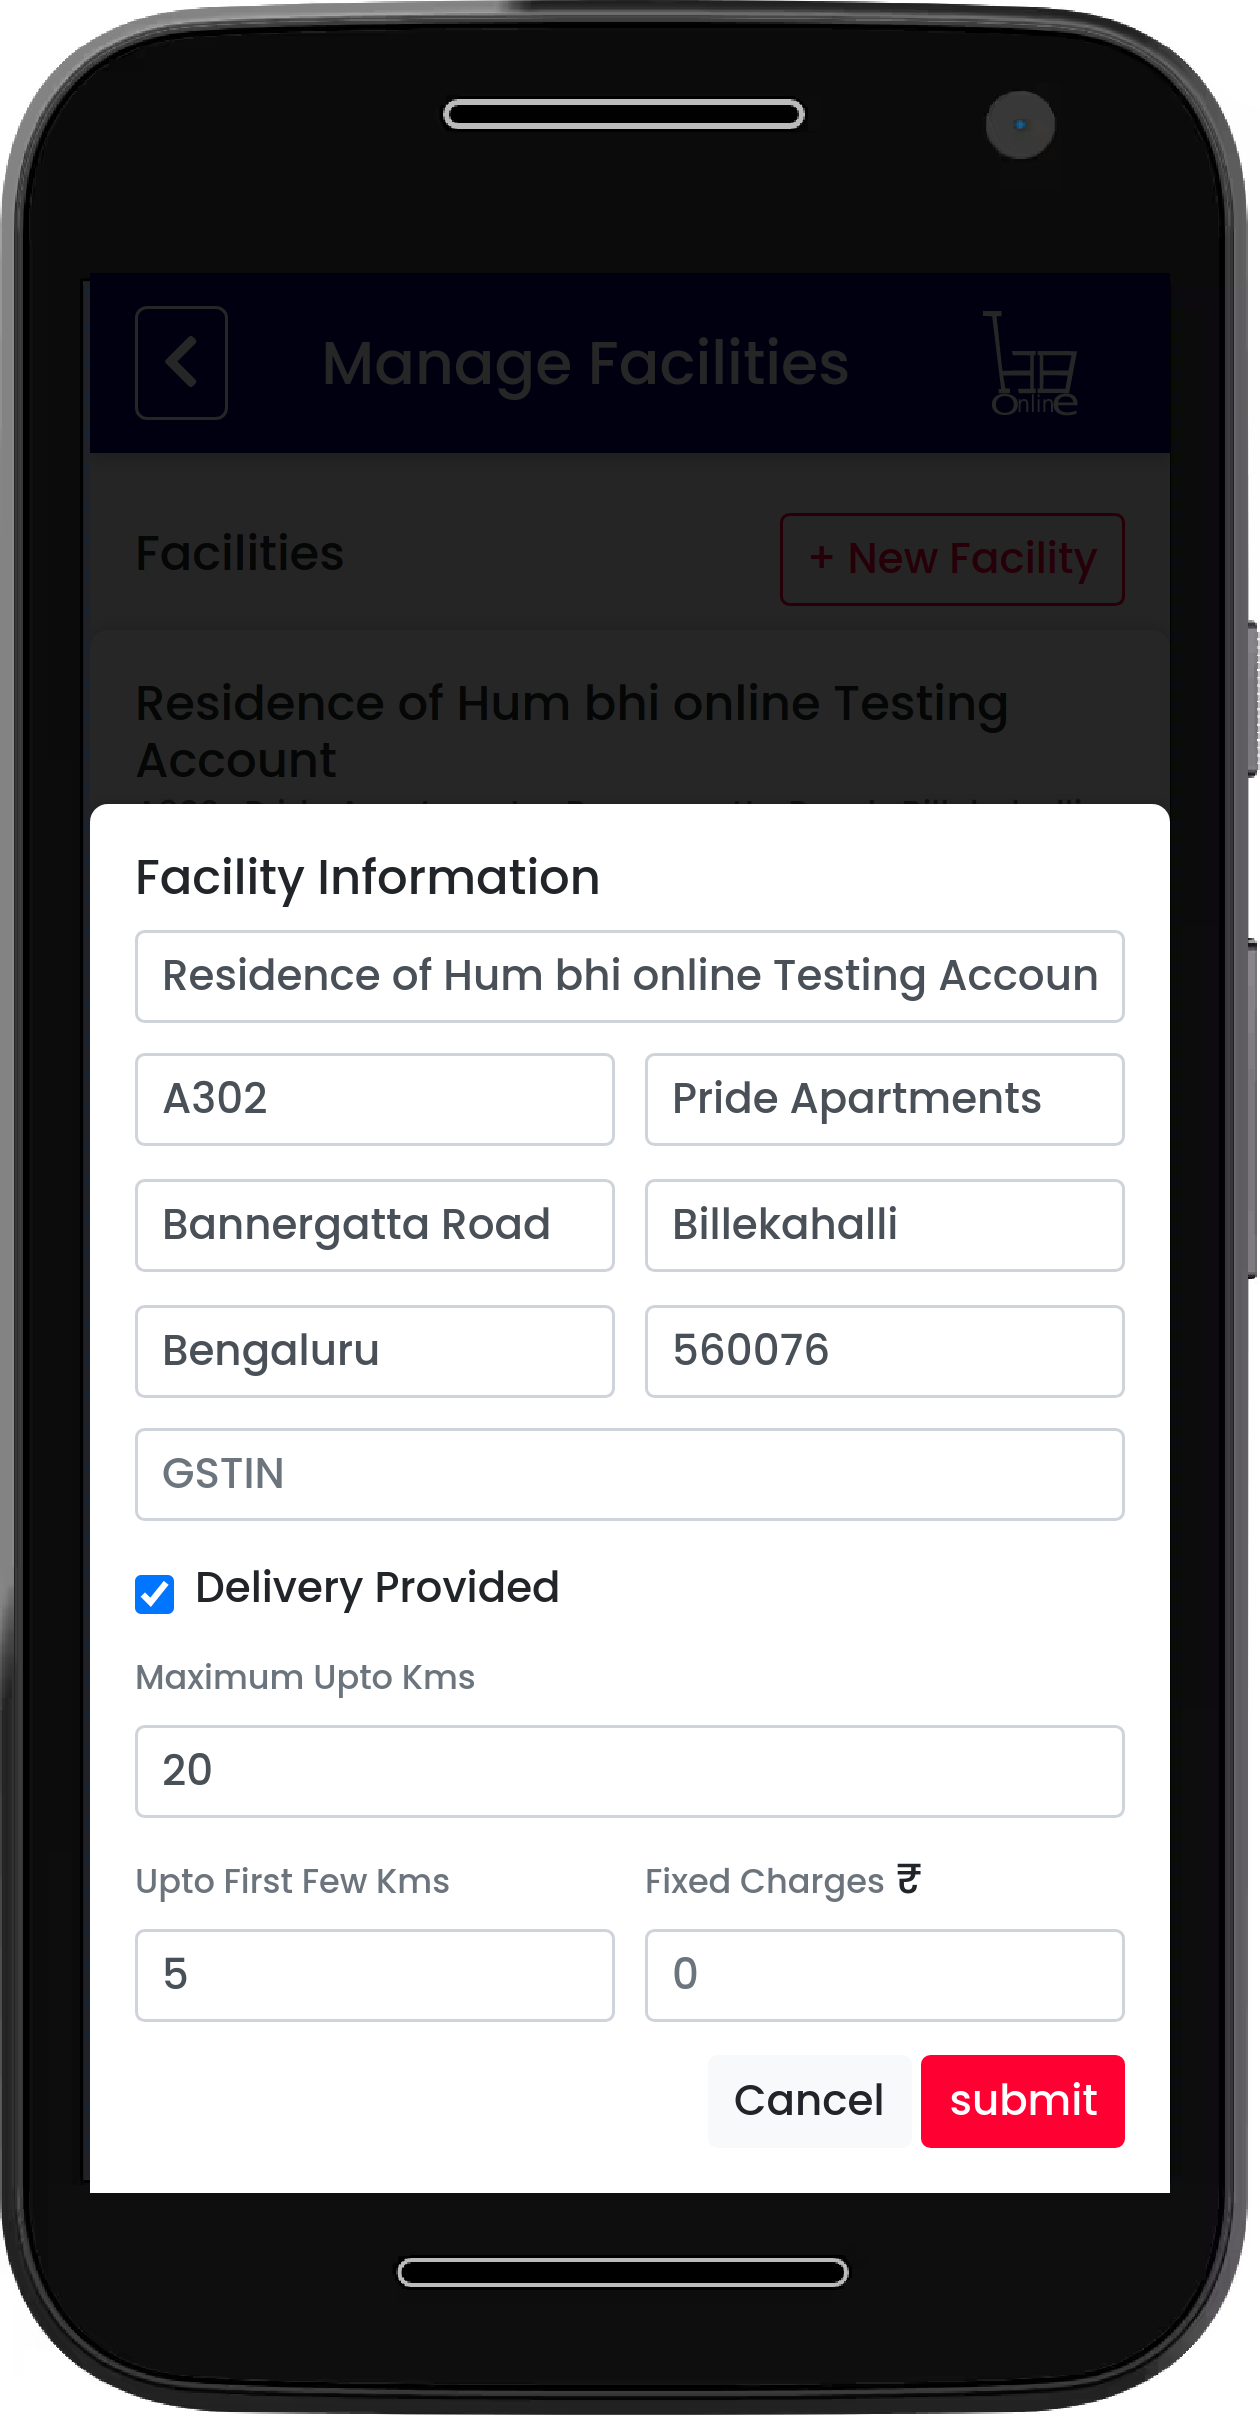 Manage Facilities
Online
Facilities
+ New Facility
Residence of Hum bhi online Testing
Account
Facility Information
Residence of Hum bhi online Testing Accoun
A302
Pride Apartments
Bannergatta Road
Billekahalli
Bengaluru
560076
GSTIN
Delivery Provided
Maximum Upto Kms
20
Upto First Few Kms
Fixed Charges ₹
5
0
Cancel
submit